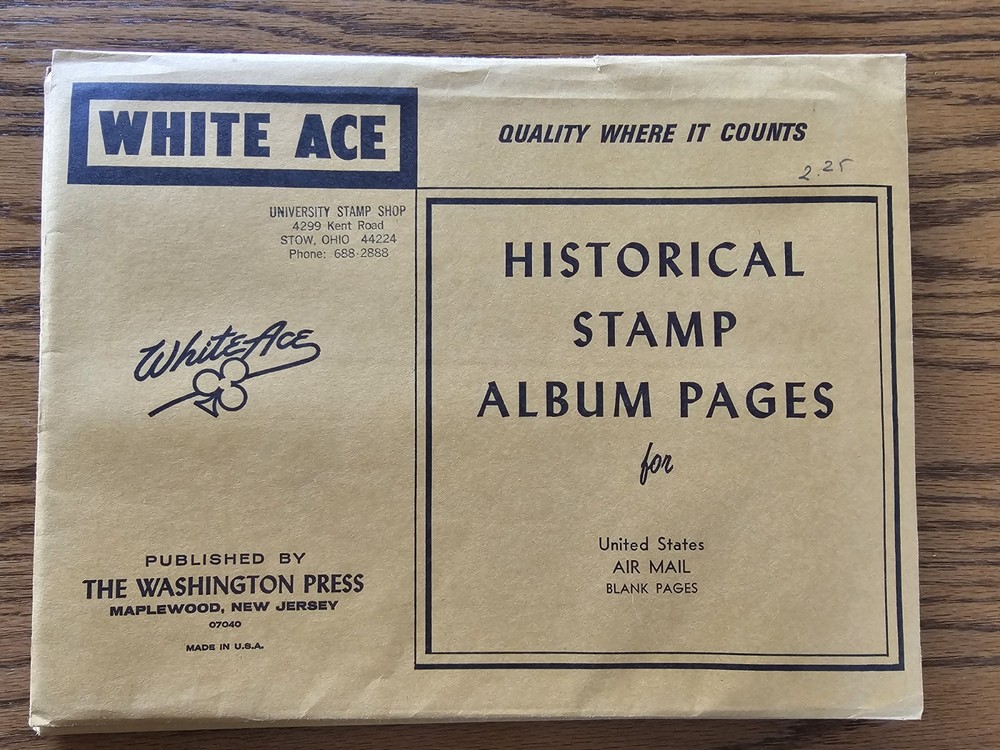 WHITE ACE
QUALITY WHERE IT COUNTS
2.25
UNIVERSITY STAMP SHOP
4299 Kent Road
STOW, OHIO 44224
Phone: 688-2888
White Ace
PUBLISHED BY
THE WASHINGTON PRESS
MAPLEWOOD, NEW JERSEY
07040
MADE IN U.S.A.
HISTORICAL
STAMP
ALBUM PAGES
for
United States
AIR MAIL
BLANK PAGES